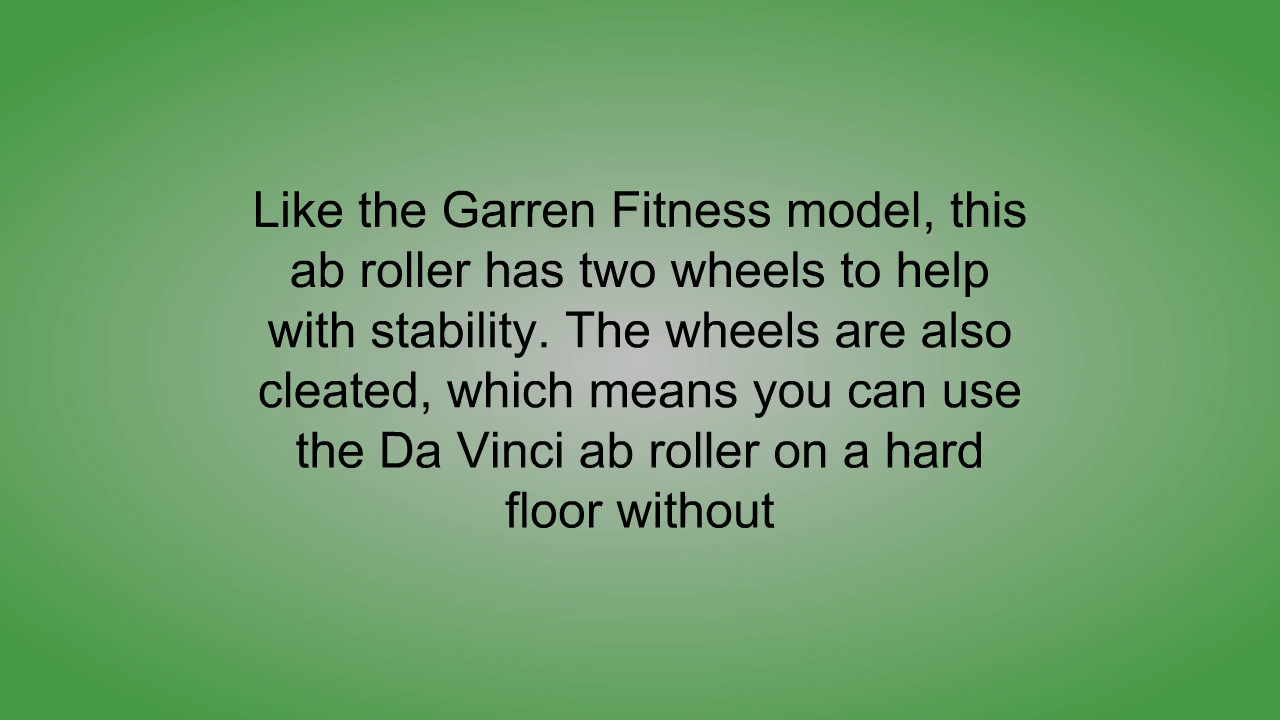 Like the Garren Fitness model, this
ab roller has two wheels to help
with stability. The wheels are also
cleated, which means you can use
the Da Vinci ab roller on a hard
floor without